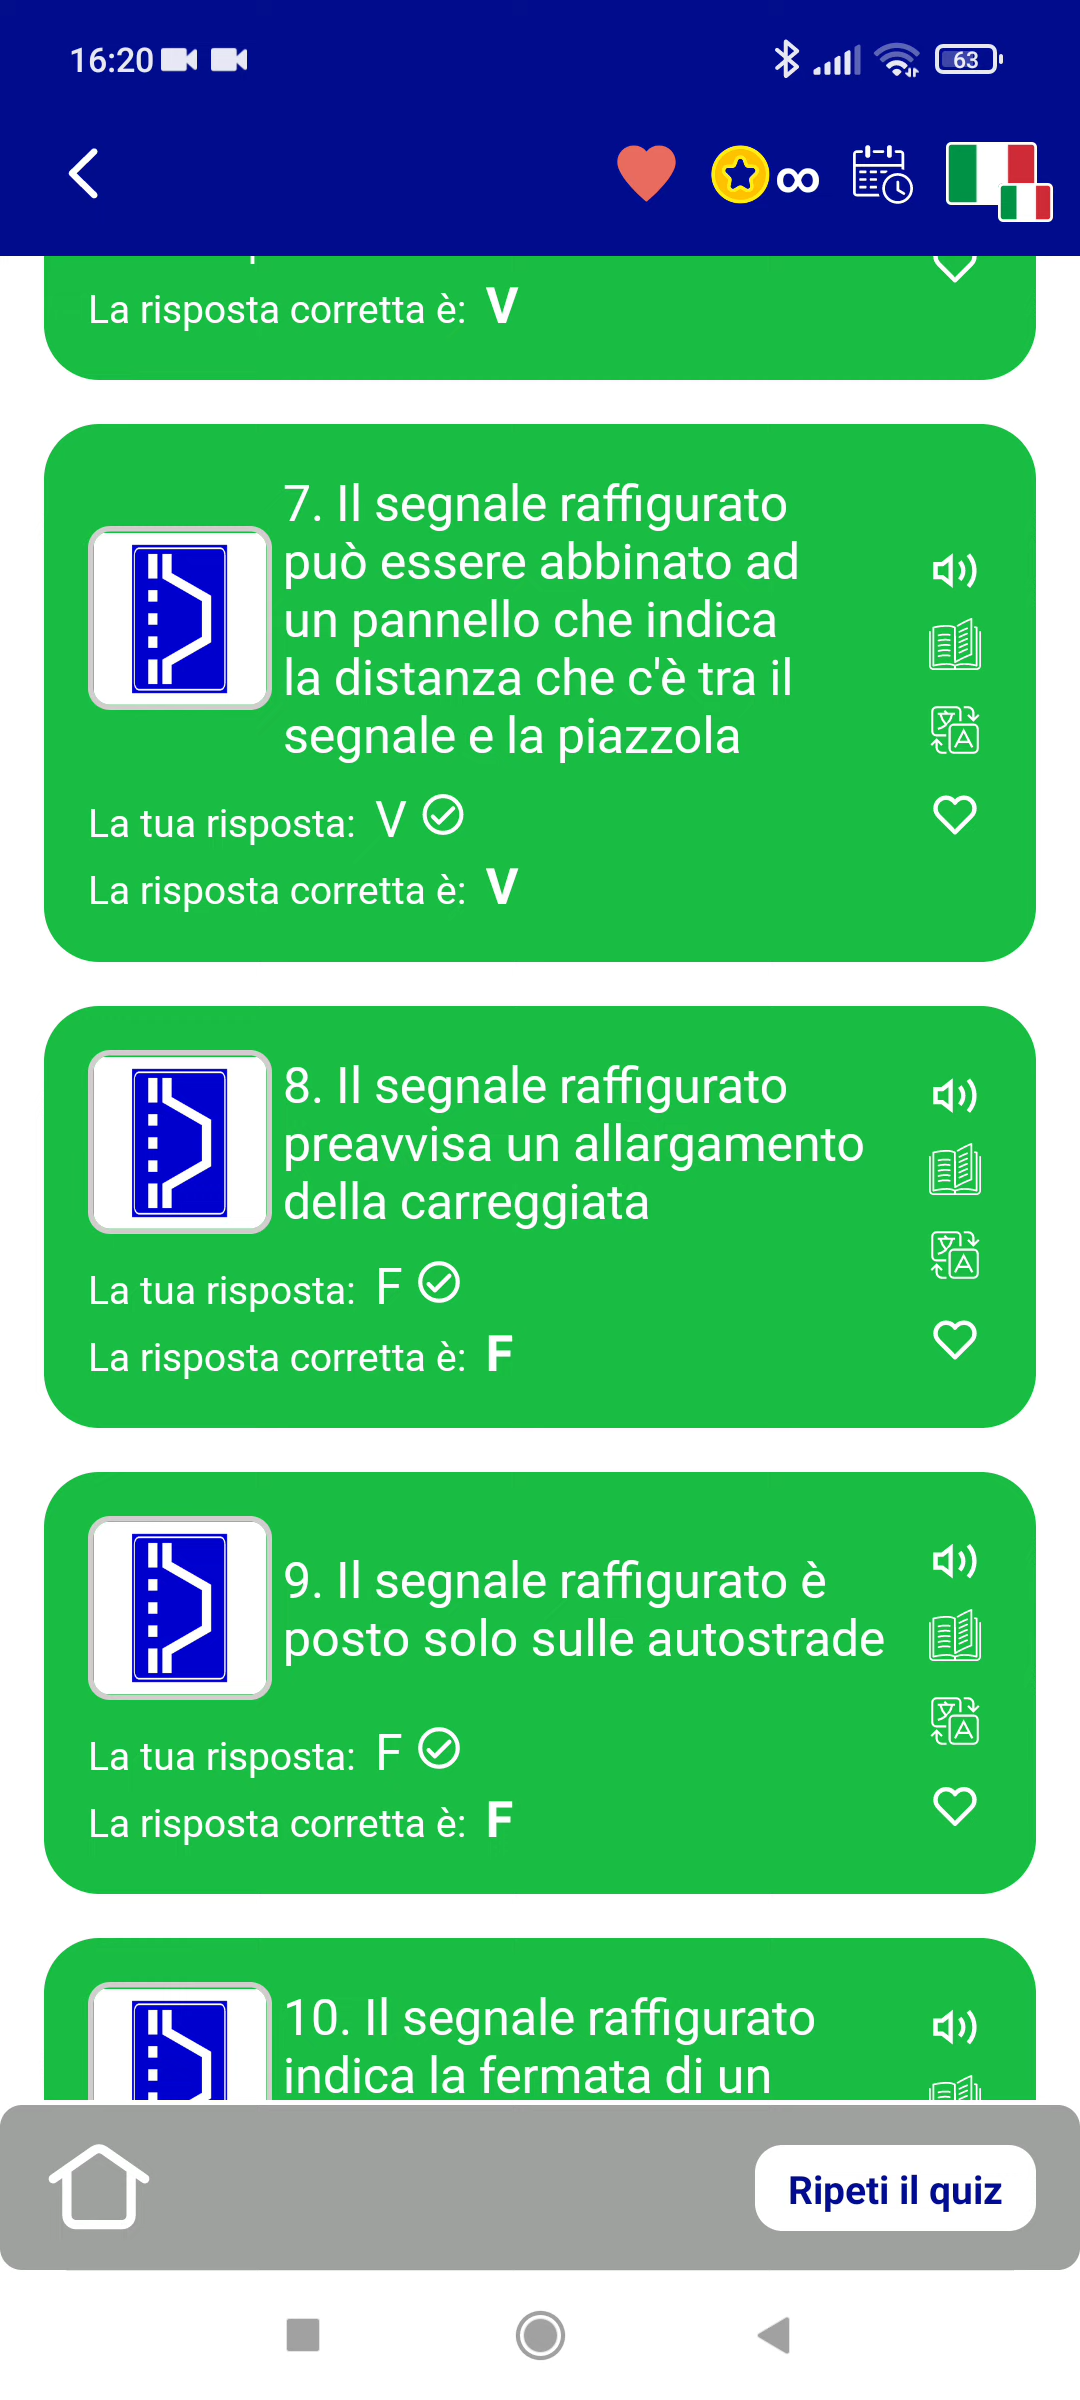 16:20
63
La risposta corretta è: V
7. Il segnale raffigurato
può essere abbinato ad
un pannello che indica
la distanza che c'è tra il
segnale e la piazzola
La tua risposta: V
La risposta corretta è: V
8. Il segnale raffigurato
preavvisa un allargamento
della carreggiata
La tua risposta: F
La risposta corretta è: F
9. Il segnale raffigurato è
posto solo sulle autostrade
La tua risposta: F
La risposta corretta è: F
10. Il segnale raffigurato
indica la fermata di un
Ripeti il quiz